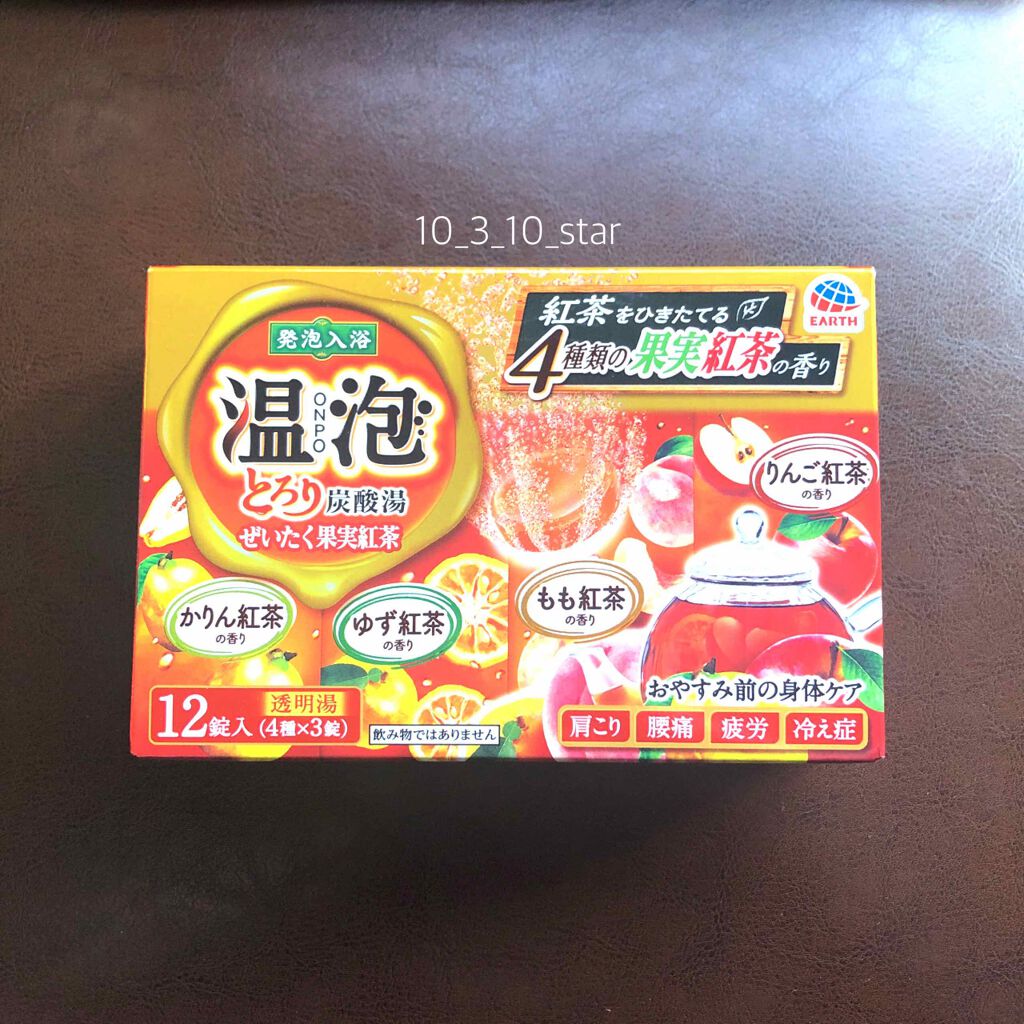 10_3_10_star
発泡入浴
温泡
ONPO
とろり炭酸湯
ぜいたく果実紅茶
紅茶をひきたてる
4種類の果実紅茶の香り
EARTH
りんご紅茶
の香り
かりん紅茶
の香り
ゆず紅茶
の香り
もも紅茶
の香り
12錠入
透明湯
(4種×3錠)
飲み物ではありません
おやすみ前の身体ケア
肩こり 腰痛 疲労 冷え症